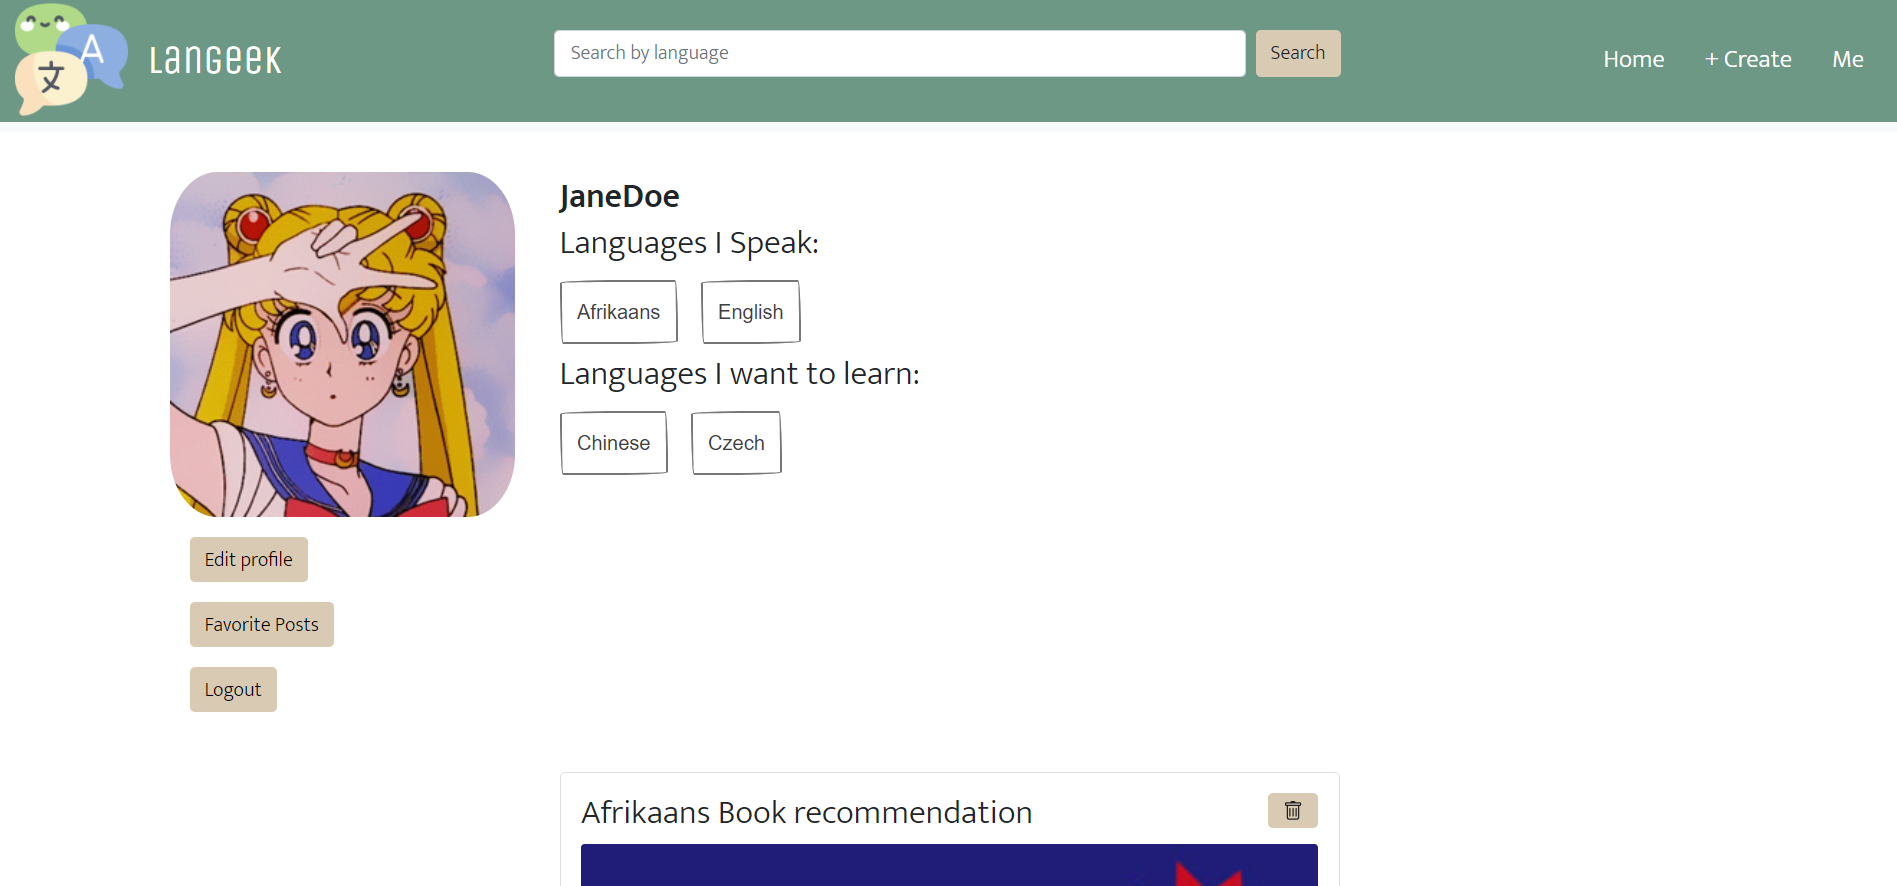 A
文
LanGeek
Search by language
Search
Home
+ Create
Me
JaneDoe
Languages I Speak:
Afrikaans
English
Languages I want to learn:
Chinese
Czech
Edit profile
Favorite Posts
Logout
Afrikaans Book recommendation